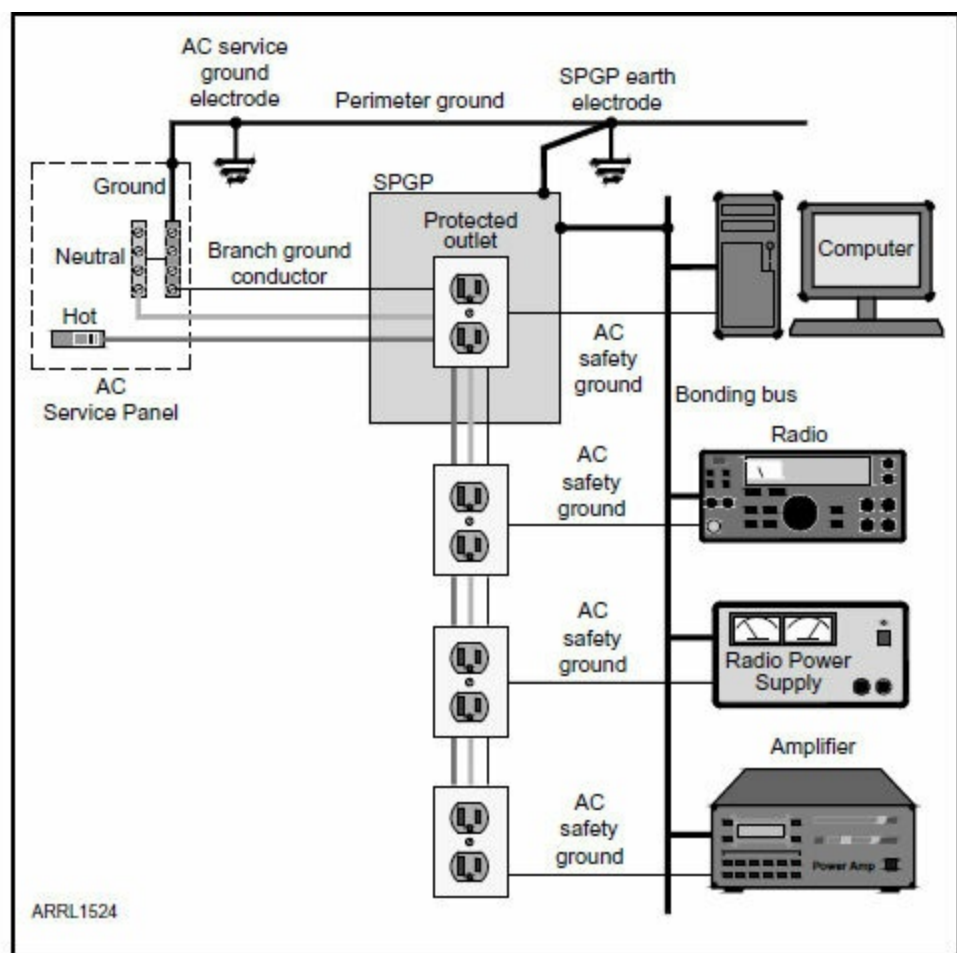 AC service
ground
electrode
SPGP earth
electrode
Perimeter ground
Ground
SPGP
Protected
outlet
Neutral
Branch ground
conductor
Computer
Hot
AC
safety
ground
AC
Service Panel
Bonding bus
Radio
AC
safety
ground
AC
safety
ground
Radio Power
Supply
Amplifier
AC
safety
ground
Power Amp
ARRL1524